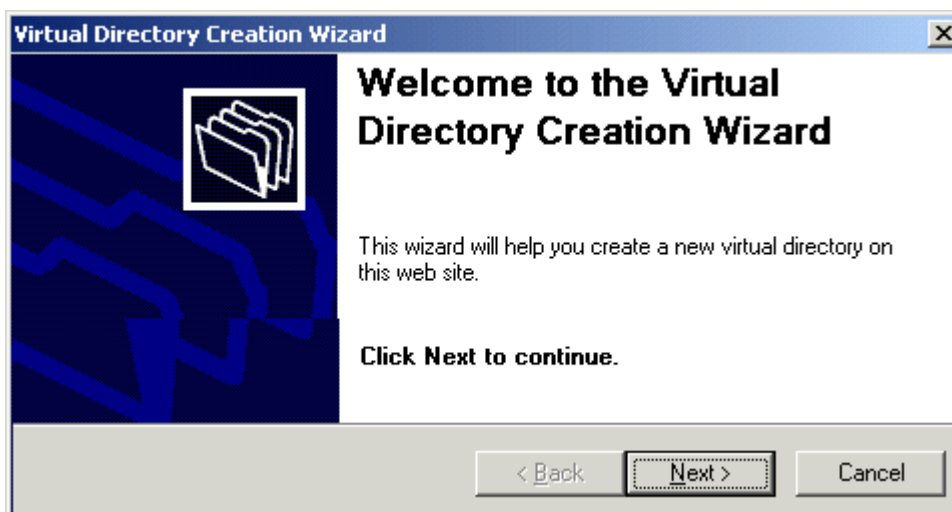 Virtual Directory Creation Wizard
Welcome to the Virtual
Directory Creation Wizard
This wizard will help you create a new virtual directory on
this web site.
Click Next to continue.
< Back
Next >
Cancel